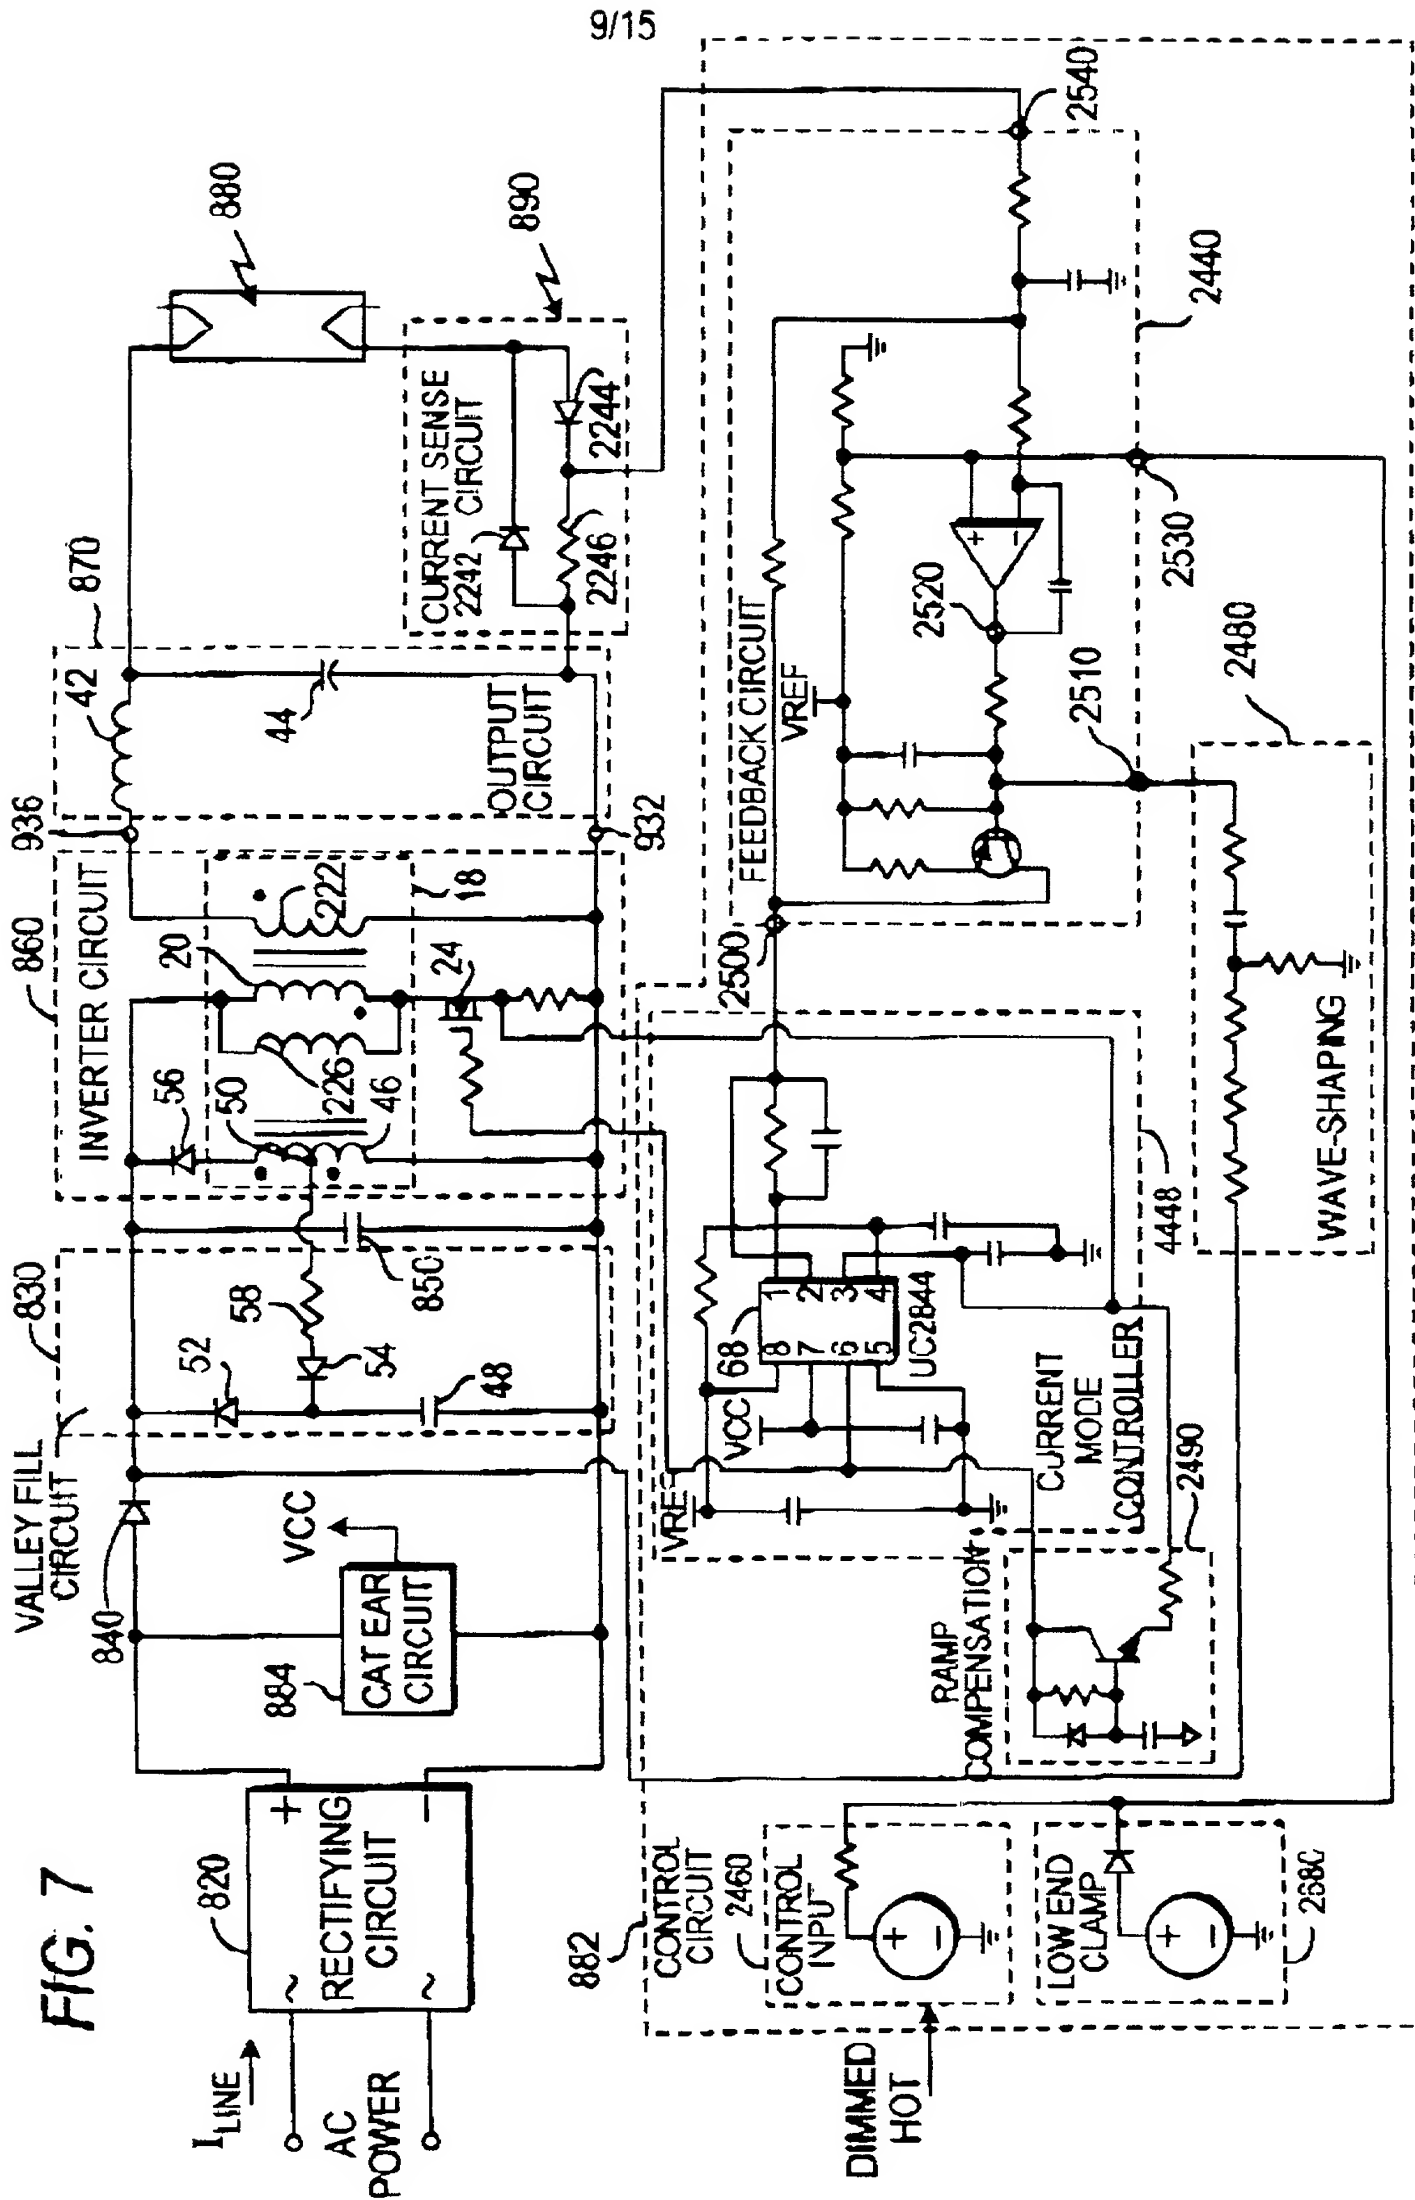 9/15
FIG. 7
I LINE
AC
POWER
820
RECTIFYING
CIRCUIT
~
~
+
−
840
884
CAT EAR
CIRCUIT
VCC
VALLEY FILL
CIRCUIT
830
52
54
58
48
850
860
INVERTER CIRCUIT
56
50
226
46
20
222
18
24
936
932
870
42
44
OUTPUT
CIRCUIT
880
890
CURRENT SENSE
CIRCUIT
2242
2244
2246
882
CONTROL
CIRCUIT
2460
CONTROL
INPUT
+
−
DIMMED
HOT
LOW END
CLAMP
+
−
2680
RAMP
COMPENSATION
2490
CURRENT
MODE
CONTROLLER
4448
VREF
VCC
68
8
7
6
5
1
2
3
4
UC2844
2500
FEEDBACK CIRCUIT
VREF
2510
2520
+
−
2530
2540
2440
2480
WAVE-SHAPING